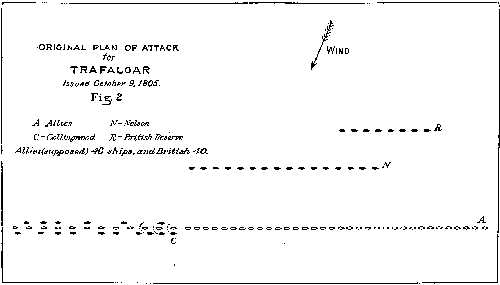 ORIGINAL PLAN OF ATTACK
for
TRAFALGAR
Issued October 9, 1805.
Fig. 2
WIND
A Allies N - Nelson
C - Collingwood R - British Reserve
Allies (supposed) - 46 ships, and British - 40.
R
N
A
C